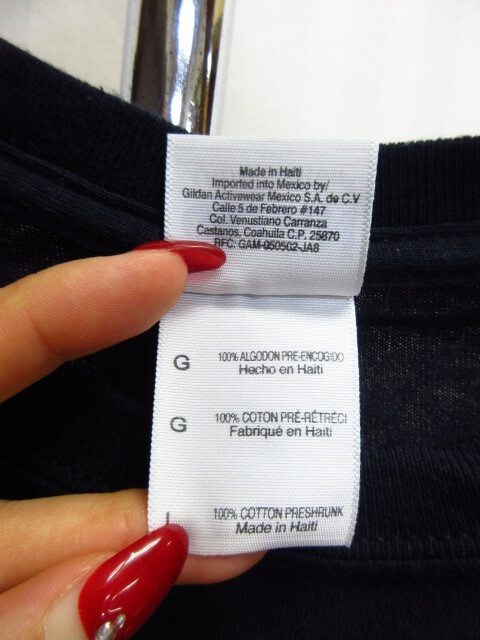 Made in Haiti
Imported into Mexico by/
Gildan Activewear Mexico S.A. de C.V
Calle 5 de Febrero #147
Col. Venustiano Carranza
Castanos, Coahuila C.P. 25870
RFC: GAM-050502-JA8
G 100% ALGODON PRE-ENCOGIDO
Hecho en Haiti
G 100% COTON PRÉ-RÉTRÉCI
Fabriqué en Haiti
L 100% COTTON PRESHRUNK
Made in Haiti